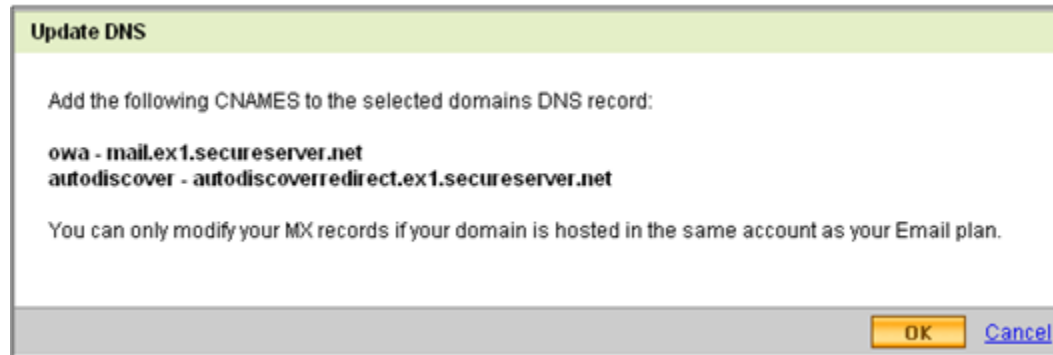 Update DNS
Add the following CNAMES to the selected domains DNS record:
owa - mail.ex1.secureserver.net
autodiscover - autodiscoverredirect.ex1.secureserver.net
You can only modify your MX records if your domain is hosted in the same account as your Email plan.
OK Cancel